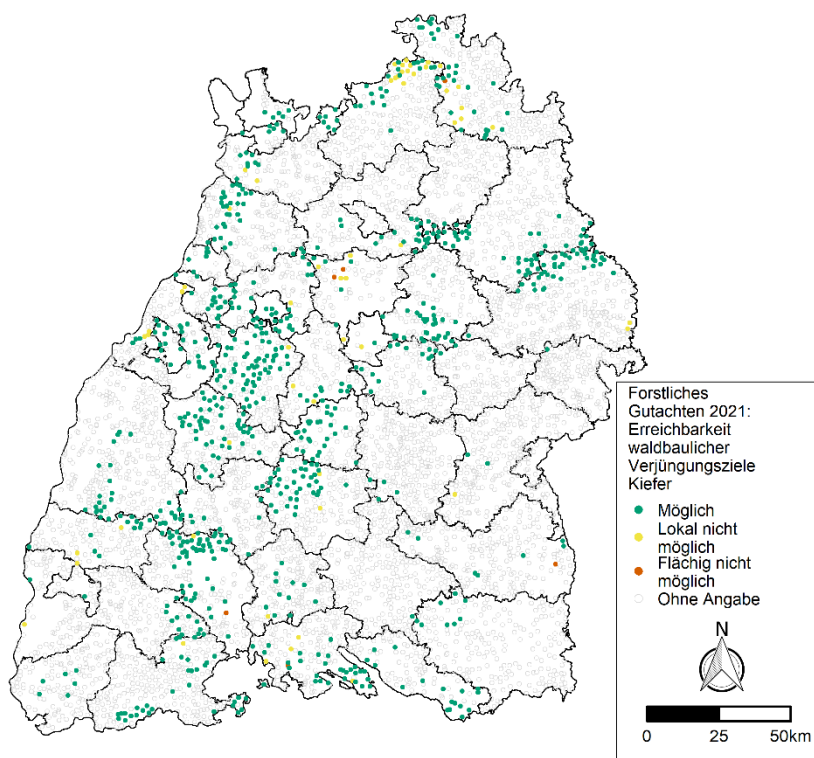 Forstliches
Gutachten 2021:
Erreichbarkeit
waldbaulicher
Verjüngungsziele
Kiefer
Möglich
Lokal nicht
möglich
Flächig nicht
möglich
Ohne Angabe
N
0 25 50km